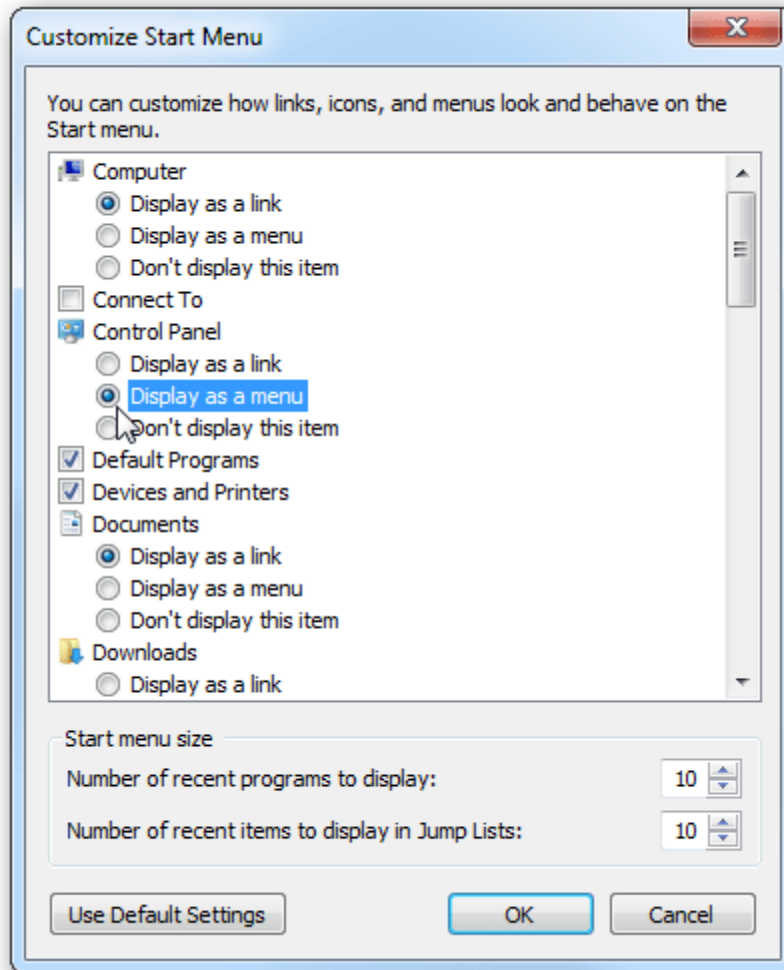 Customize Start Menu
You can customize how links, icons, and menus look and behave on the
Start menu.
Computer
Display as a link
Display as a menu
Don't display this item
Connect To
Control Panel
Display as a link
Display as a menu
Don't display this item
Default Programs
Devices and Printers
Documents
Display as a link
Display as a menu
Don't display this item
Downloads
Display as a link
Start menu size
Number of recent programs to display: 10
Number of recent items to display in Jump Lists: 10
Use Default Settings OK Cancel